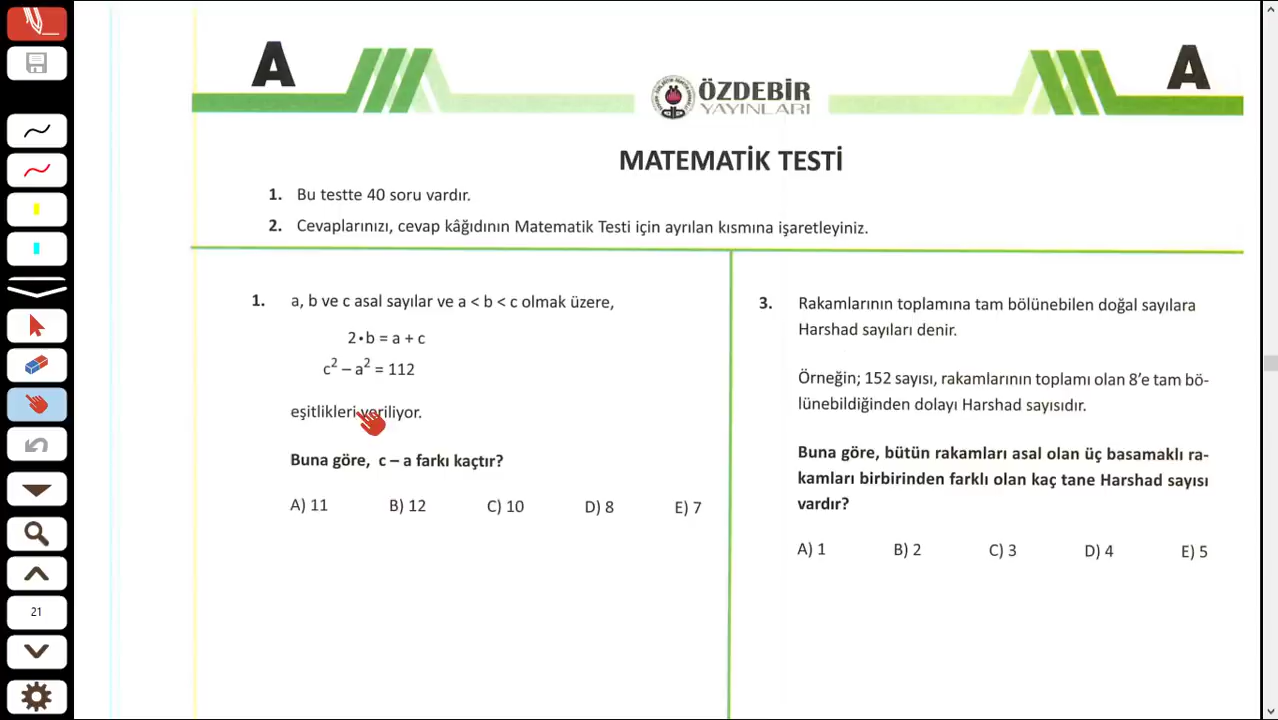 A
A
ÖZDEBİR
YAYINLARI
MATEMATİK TESTİ
1. Bu testte 40 soru vardır.
2. Cevaplarınızı, cevap kâğıdının Matematik Testi için ayrılan kısmına işaretleyiniz.
1. a, b ve c asal sayılar ve a < b < c olmak üzere,
2•b = a + c
c² – a² = 112
eşitlikleri veriliyor.
Buna göre, c – a farkı kaçtır?
A) 11 B) 12 C) 10 D) 8 E) 7
3. Rakamlarının toplamına tam bölünebilen doğal sayılara
Harshad sayıları denir.
Örneğin; 152 sayısı, rakamlarının toplamı olan 8'e tam bö-
lünebildiğinden dolayı Harshad sayısıdır.
Buna göre, bütün rakamları asal olan üç basamaklı ra-
kamları birbirinden farklı olan kaç tane Harshad sayısı
vardır?
A) 1 B) 2 C) 3 D) 4 E) 5
21